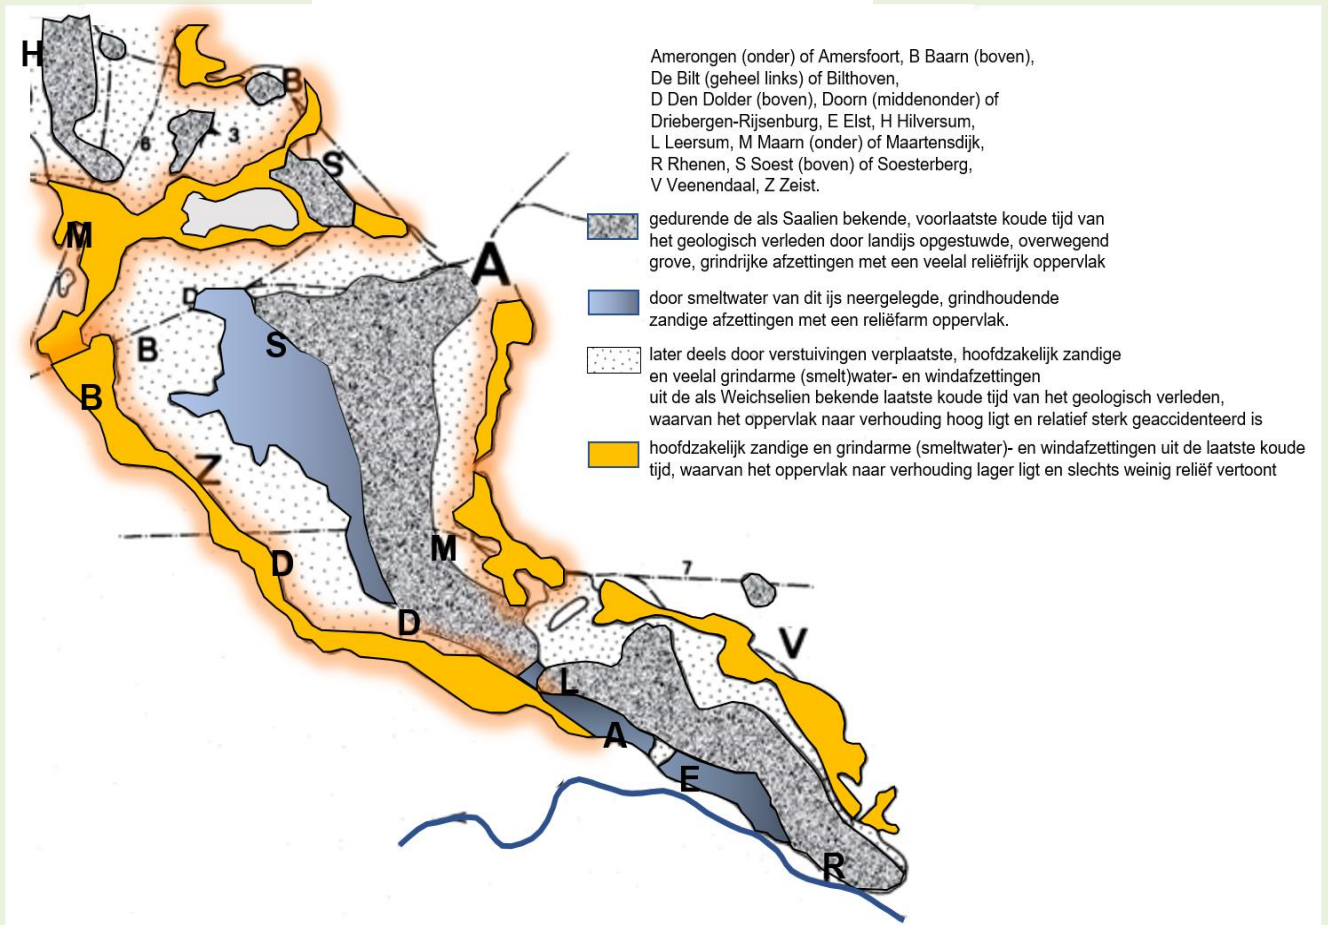 Amerongen (onder) of Amersfoort, B Baarn (boven),
De Bilt (geheel links) of Bilthoven,
D Den Dolder (boven), Doorn (middenonder) of
Driebergen-Rijsenburg, E Elst, H Hilversum,
L Leersum, M Maarn (onder) of Maartensdijk,
R Rhenen, S Soest (boven) of Soesterberg,
V Veenendaal, Z Zeist.
gedurende de als Saalien bekende, voorlaatste koude tijd van
het geologisch verleden door landijs opgestuwde, overwegend
grove, grindrijke afzettingen met een veelal reliëfrijk oppervlak
door smeltwater van dit ijs neergelegde, grindhoudende
zandige afzettingen met een reliëfarm oppervlak.
later deels door verstuivingen verplaatste, hoofdzakelijk zandige
en veelal grindarme (smelt)water- en windafzettingen
uit de als Weichselien bekende laatste koude tijd van het geologisch verleden,
waarvan het oppervlak naar verhouding hoog ligt en relatief sterk geaccidenteerd is
hoofdzakelijk zandige en grindarme (smeltwater)- en windafzettingen uit de laatste koude
tijd, waarvan het oppervlak naar verhouding lager ligt en slechts weinig reliëf vertoont
H
B
3
6
S
M
A
D
S
B
B
Z
M
D
7
D
V
L
A
E
R